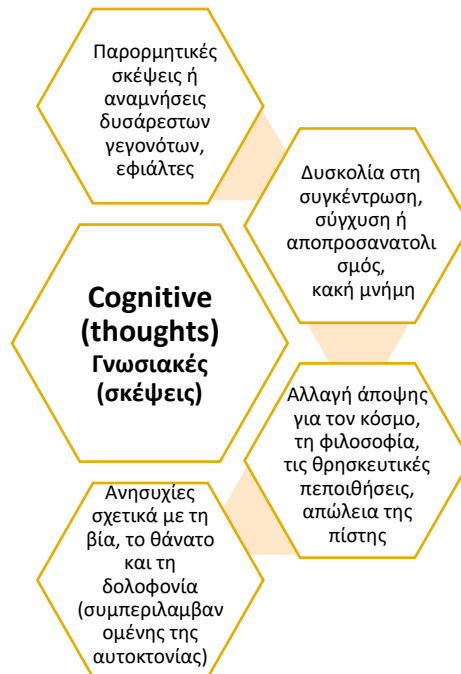 Παρορμητικές
σκέψεις ή
αναμνήσεις
δυσάρεστων
γεγονότων,
εφιάλτες
Δυσκολία στη
συγκέντρωση,
σύγχυση ή
αποπροσανατολι
σμός,
κακή μνήμη
Cognitive
(thoughts)
Γνωσιακές
(σκέψεις)
Αλλαγή άποψης
για τον κόσμο,
τη φιλοσοφία,
τις θρησκευτικές
πεποιθήσεις,
απώλεια της
πίστης
Ανησυχίες
σχετικά με τη
βία, το θάνατο
και τη
δολοφονία
(συμπεριλαμβαν
ομένης της
αυτοκτονίας)